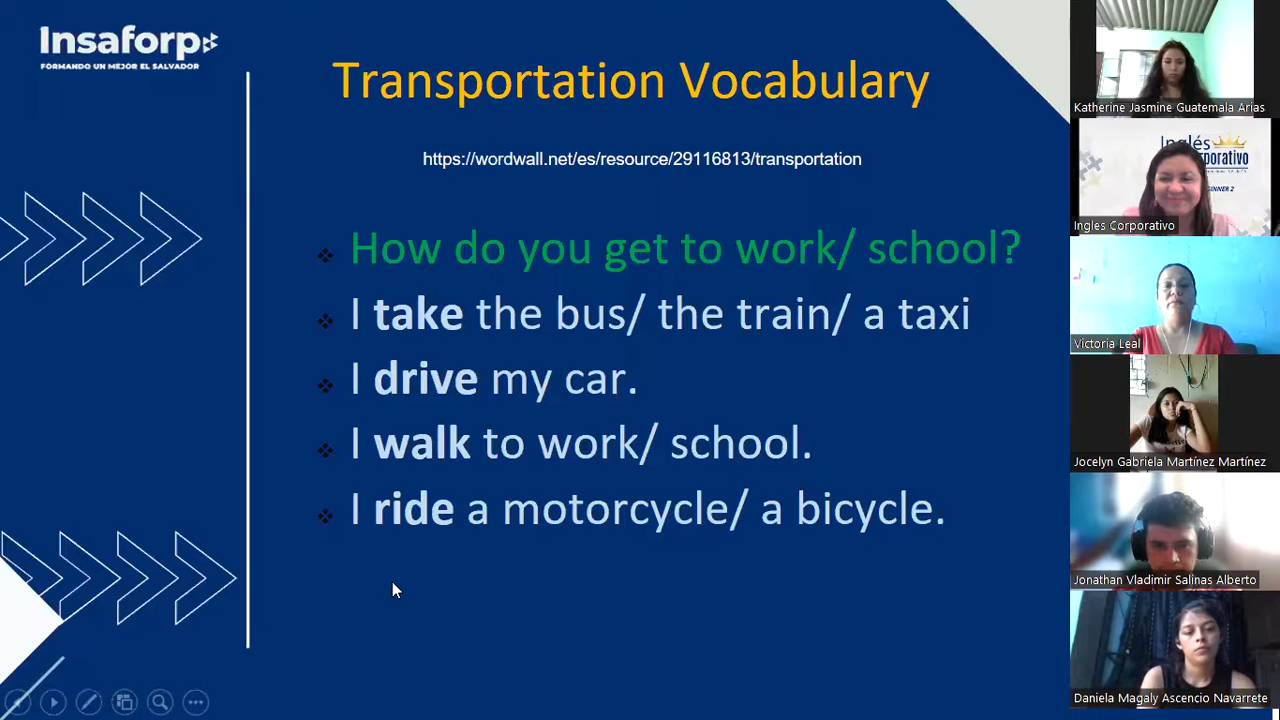 Insaforp
FORMANDO UN MEJOR EL SALVADOR
Transportation Vocabulary
https://wordwall.net/es/resource/29116813/transportation
How do you get to work/ school?
I take the bus/ the train/ a taxi
I drive my car.
I walk to work/ school.
I ride a motorcycle/ a bicycle.
Katherine Jasmine Guatemala Arias
Inglés
Ingles Corporativo
Victoria Leal
Jocelyn Gabriela Martínez Martínez
Jonathan Vladimir Salinas Alberto
Daniela Magaly Ascencio Navarrete